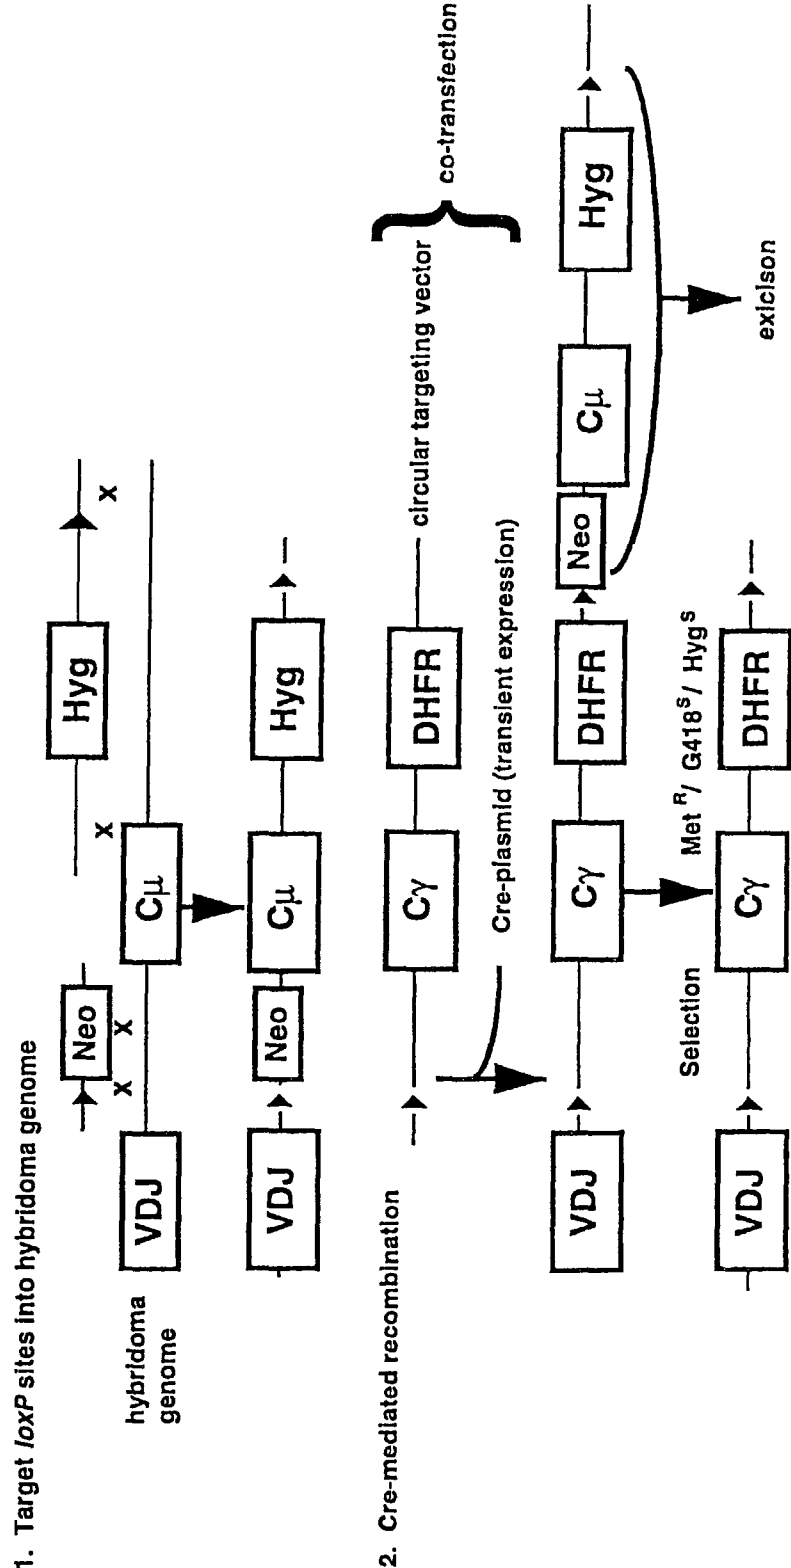 1. Target loxP sites into hybridoma genome
Neo
Hyg
x x x x
hybridoma
genome
VDJ
Cμ
VDJ Neo Cμ Hyg
2. Cre-mediated recombination
Cγ DHFR circular targeting vector
co-transfection
Cre-plasmid (transient expression)
VDJ Cγ DHFR Neo Cμ Hyg
Selection Met R/ G418S/ HygS
exicison
VDJ Cγ DHFR